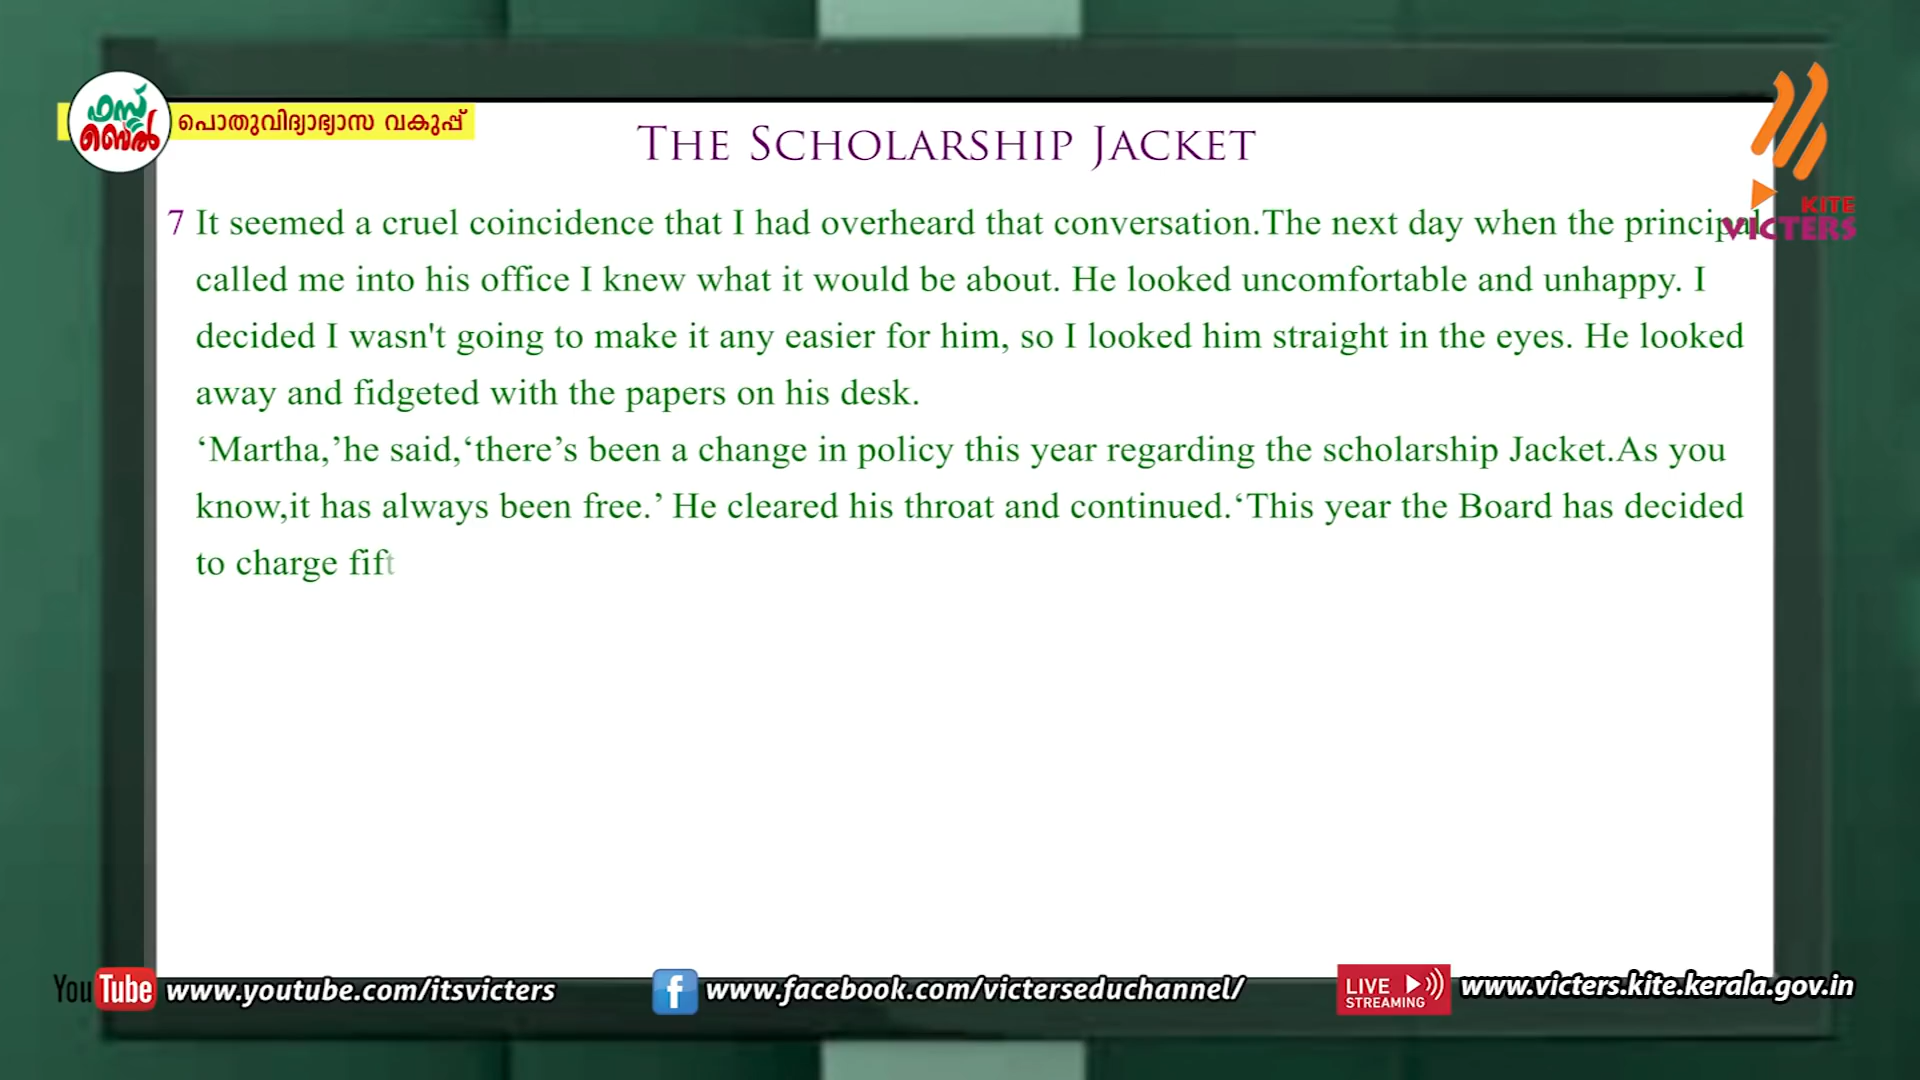 ഫസ്റ്റ്
ബെൽ
പൊതുവിദ്യാഭ്യാസ വകുപ്പ്
THE SCHOLARSHIP JACKET
KITE
VICTERS
7 It seemed a cruel coincidence that I had overheard that conversation.The next day when the principal
called me into his office I knew what it would be about. He looked uncomfortable and unhappy. I
decided I wasn't going to make it any easier for him, so I looked him straight in the eyes. He looked
away and fidgeted with the papers on his desk.
‘Martha,’he said,‘there’s been a change in policy this year regarding the scholarship Jacket.As you
know,it has always been free.’ He cleared his throat and continued.‘This year the Board has decided
to charge fift
YouTube www.youtube.com/itsvicters
f www.facebook.com/victerseduchannel/
LIVE STREAMING www.victers.kite.kerala.gov.in